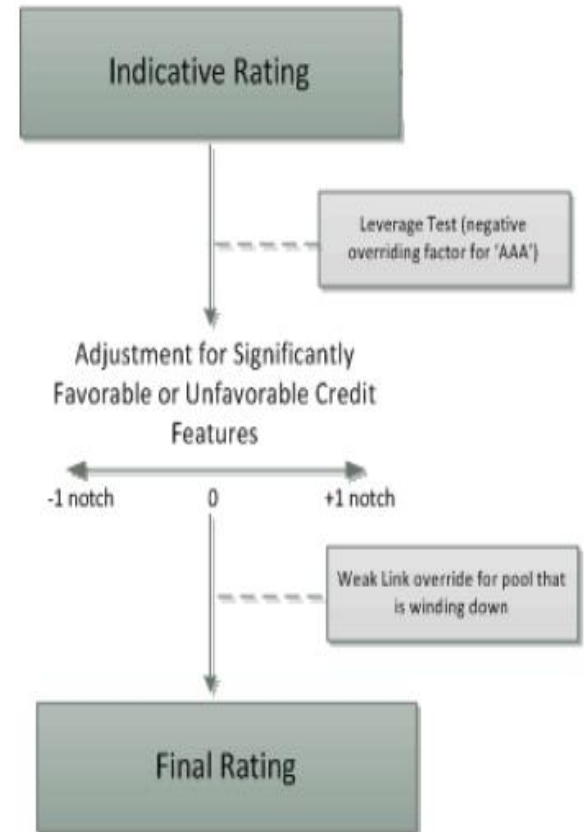 Indicative Rating
Leverage Test (negative
overriding factor for 'AAA')
Adjustment for Significantly
Favorable or Unfavorable Credit
Features
-1 notch 0 +1 notch
Weak Link override for pool that
is winding down
Final Rating